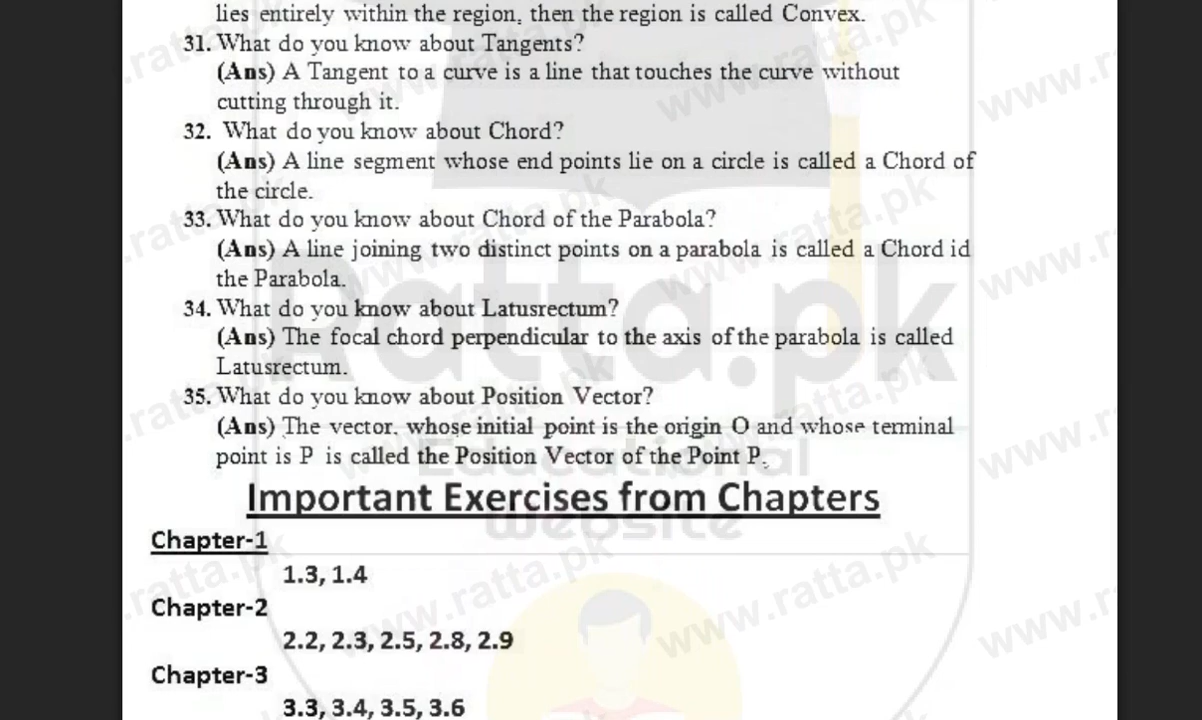 lies entirely within the region, then the region is called Convex.
31. What do you know about Tangents?
(Ans) A Tangent to a curve is a line that touches the curve without
cutting through it.
32. What do you know about Chord?
(Ans) A line segment whose end points lie on a circle is called a Chord of
the circle.
33. What do you know about Chord of the Parabola?
(Ans) A line joining two distinct points on a parabola is called a Chord id
the Parabola.
34. What do you know about Latusrectum?
(Ans) The focal chord perpendicular to the axis of the parabola is called
Latusrectum.
35. What do you know about Position Vector?
(Ans) The vector, whose initial point is the origin O and whose terminal
point is P is called the Position Vector of the Point P.
Important Exercises from Chapters
Chapter-1
1.3, 1.4
Chapter-2
2.2, 2.3, 2.5, 2.8, 2.9
Chapter-3
3.3, 3.4, 3.5, 3.6
Ratta.pk
Educational
website
www.ratta.pk